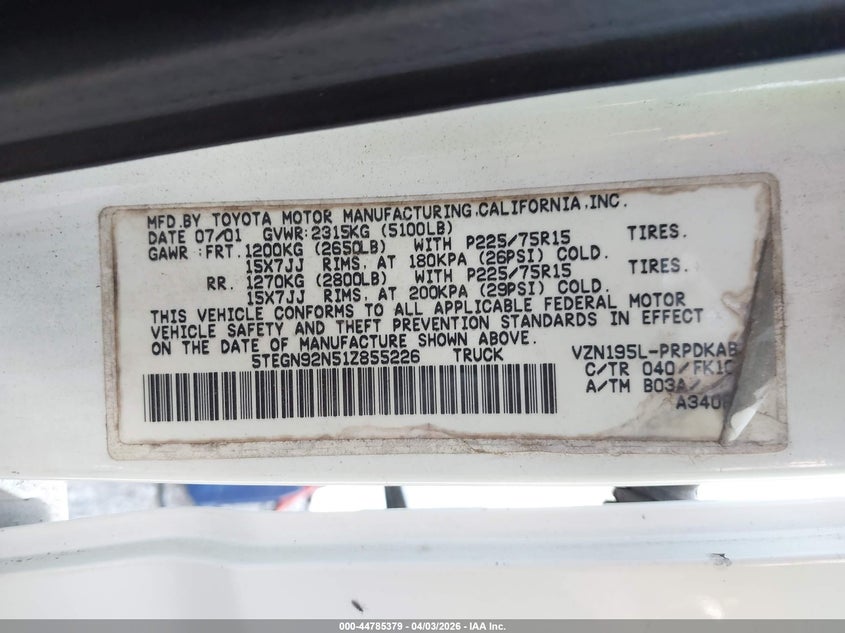 MFD.BY TOYOTA MOTOR MANUFACTURING,CALIFORNIA,INC.
DATE 07/01 GVWR:2315KG (5100LB)
GAWR :FRT. 1200KG (2650LB) WITH P225/75R15 TIRES.
15X7JJ RIMS, AT 180KPA (26PSI) COLD.
RR. 1270KG (2800LB) WITH P225/75R15 TIRES.
15X7JJ RIMS, AT 200KPA (29PSI) COLD.
THIS VEHICLE CONFORMS TO ALL APPLICABLE FEDERAL MOTOR
VEHICLE SAFETY AND THEFT PREVENTION STANDARDS IN EFFECT
ON THE DATE OF MANUFACTURE SHOWN ABOVE.
5TEGN92N51Z855226 TRUCK VZN195L-PRPDKAB
C/TR 040/FK10
A/TM B03A/
A340
000-44785379 | 04/03/2026 | IAA Inc.